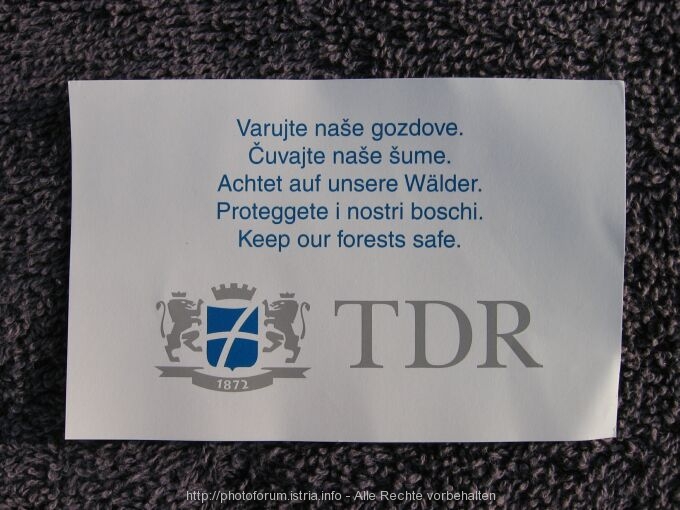 Varujte naše gozdove.
Čuvajte naše šume.
Achtet auf unsere Wälder.
Proteggete i nostri boschi.
Keep our forests safe.
TDR
1872
http://photoforum.istria.info - Alle Rechte vorbehalten